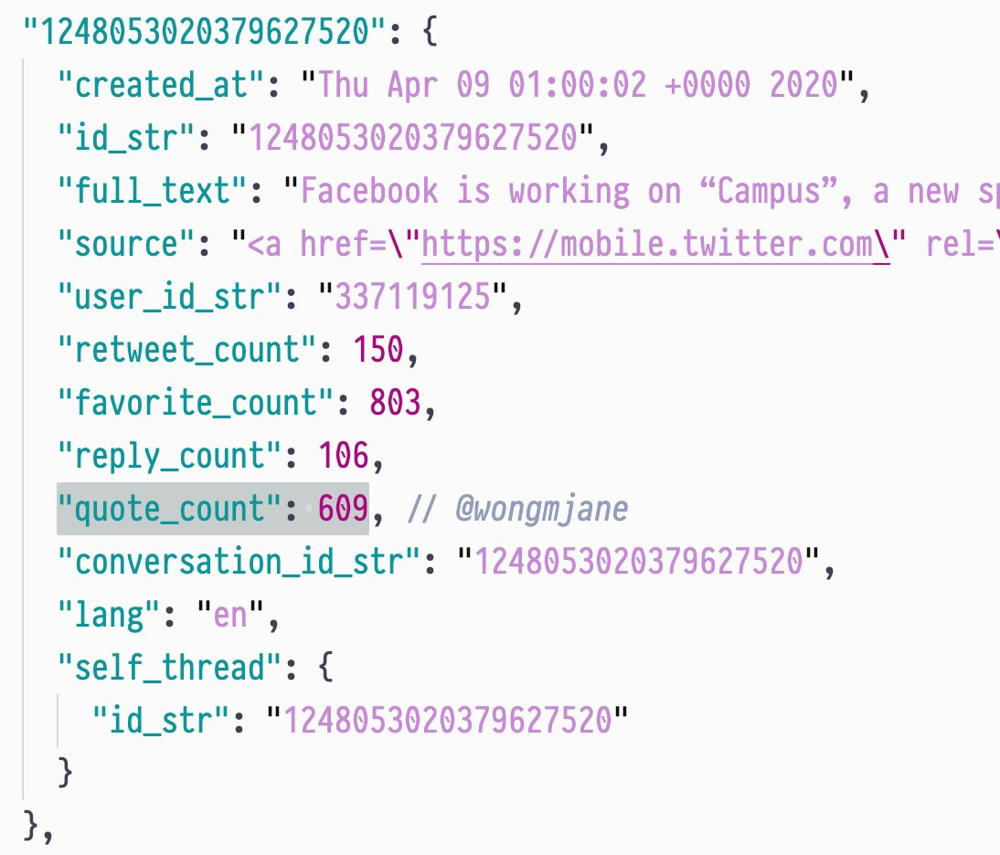 "1248053020379627520": {
"created_at": "Thu Apr 09 01:00:02 +0000 2020",
"id_str": "1248053020379627520",
"full_text": "Facebook is working on “Campus”, a new
"source": "<a href=\"https://mobile.twitter.com\" rel=\
"user_id_str": "337119125",
"retweet_count": 150,
"favorite_count": 803,
"reply_count": 106,
"quote_count": 609, // @wongmjane
"conversation_id_str": "1248053020379627520",
"lang": "en",
"self_thread": {
"id_str": "1248053020379627520"
}
},